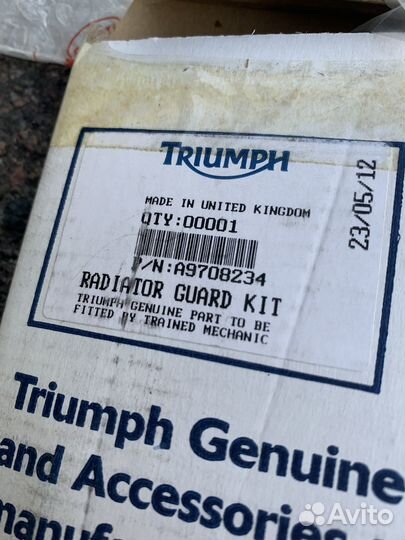 TRIUMPH
MADE IN UNITED KINGDOM
QTY:00001
23/05/12
P/N:A9708234
RADIATOR GUARD KIT
TRIUMPH GENUINE PART TO BE
FITTED BY TRAINED MECHANIC
Triumph Genuine
and Accessories
manuf
Avito